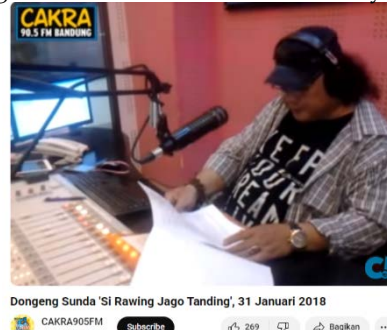 CAKRA
90.5 FM BANDUNG
KEEP
YOUR
Dongeng Sunda 'Si Rawing Jago Tanding', 31 Januari 2018
CAKRA905FM
Subscribe
269
Bagikan